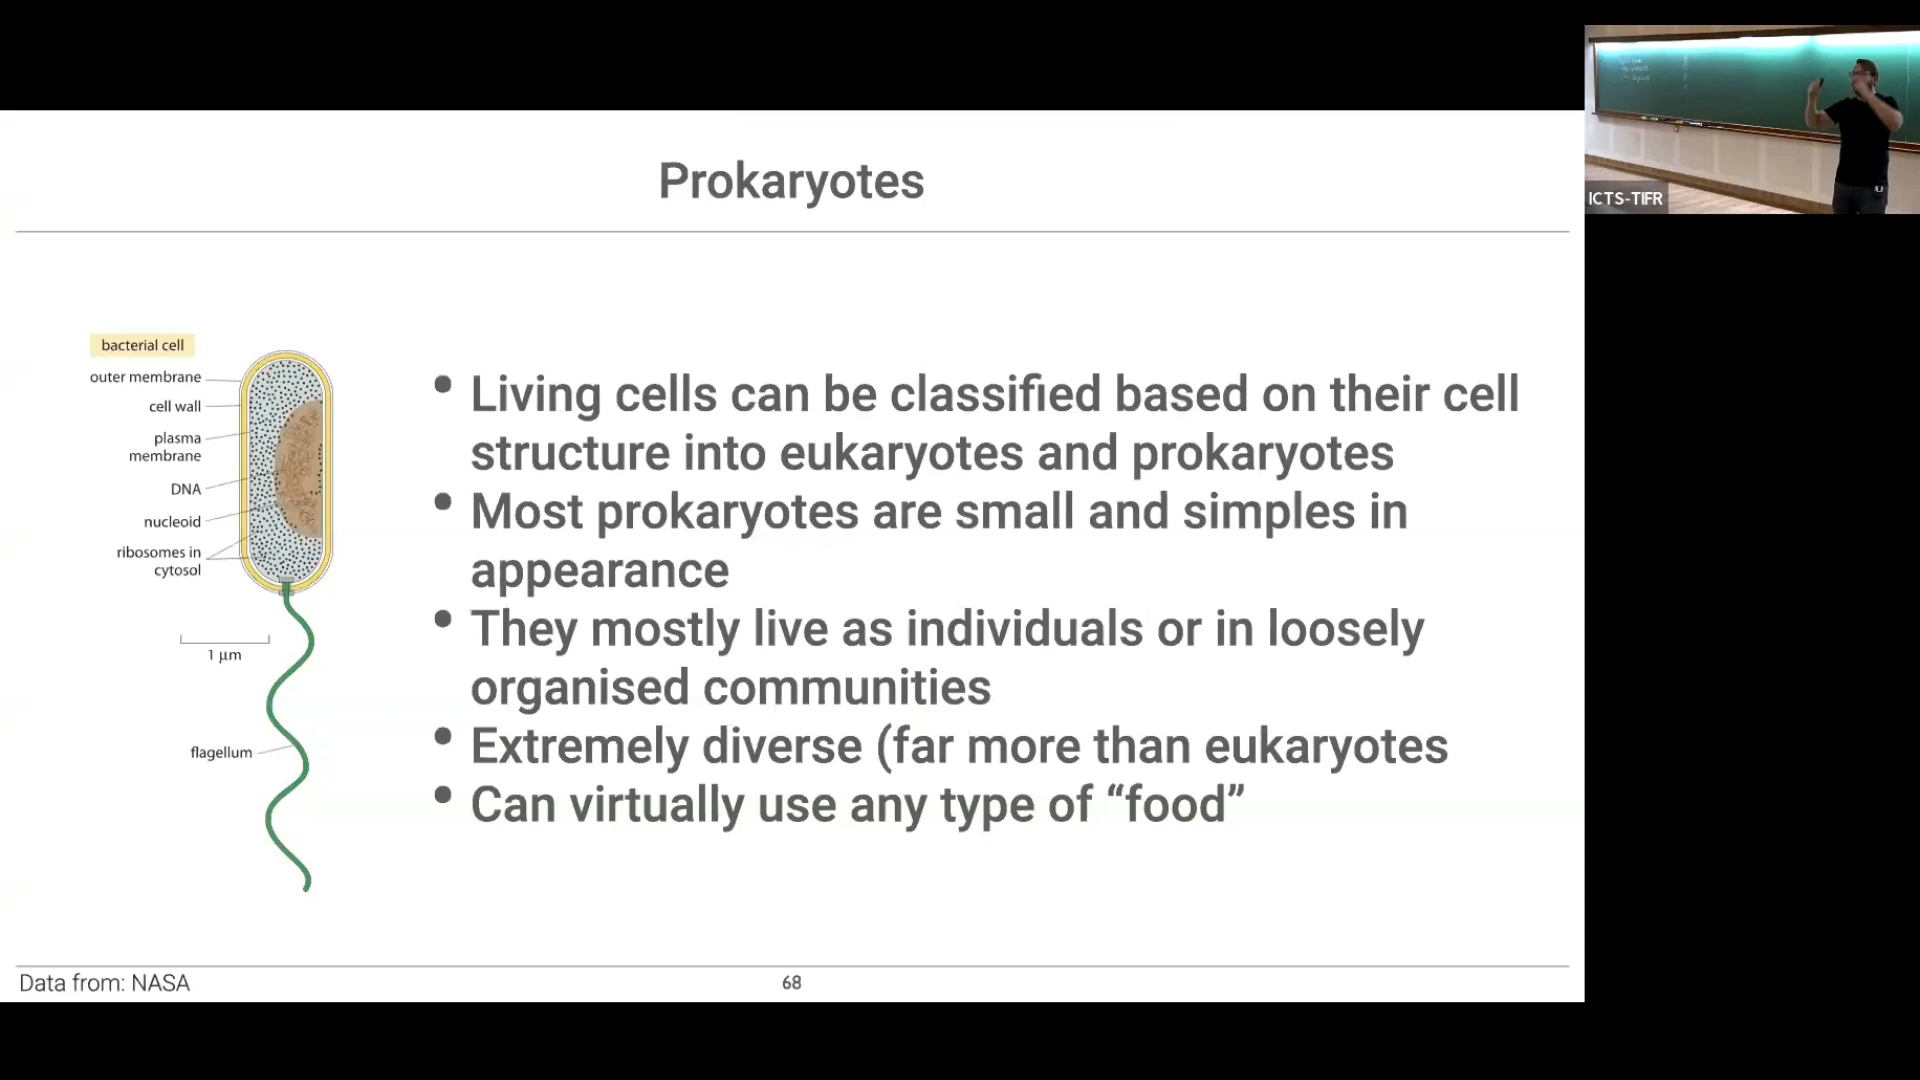 Prokaryotes
bacterial cell
outer membrane
cell wall
plasma
membrane
DNA
nucleoid
ribosomes in
cytosol
1 μm
flagellum
• Living cells can be classified based on their cell
structure into eukaryotes and prokaryotes
• Most prokaryotes are small and simples in
appearance
• They mostly live as individuals or in loosely
organised communities
• Extremely diverse (far more than eukaryotes
• Can virtually use any type of “food”
Data from: NASA
68
ICTS-TIFR